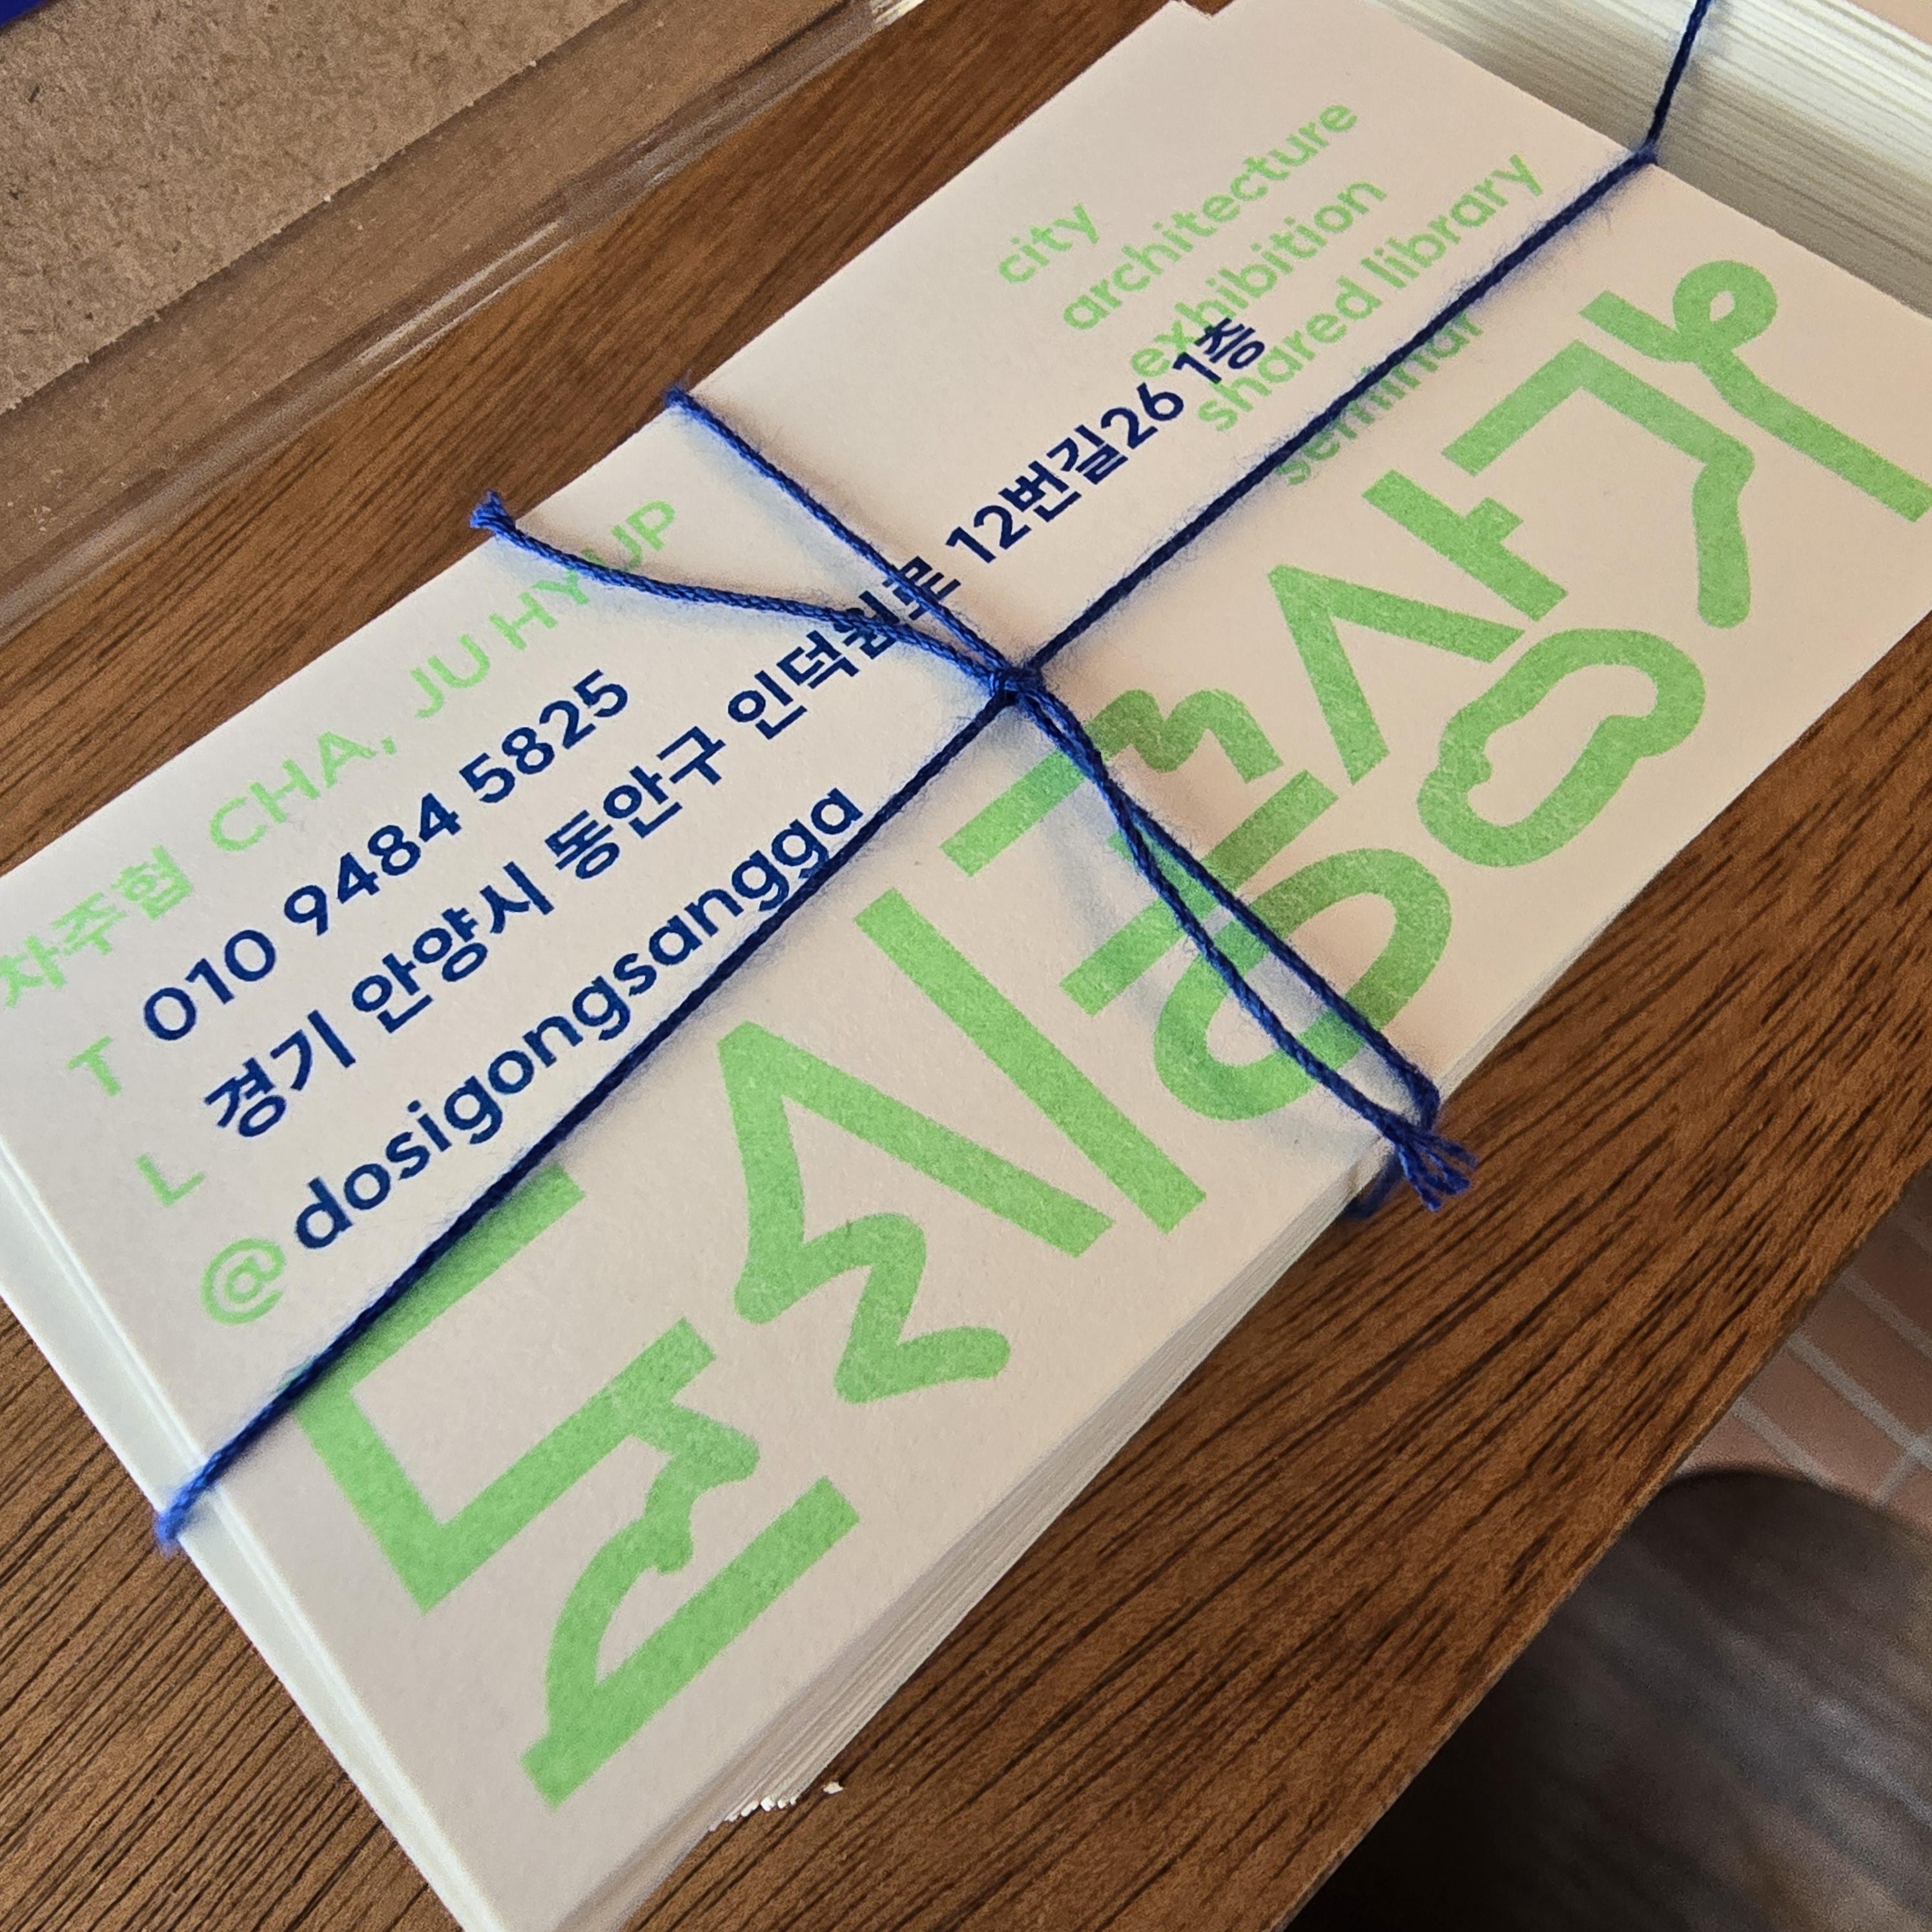 차주협 CHA, JU HYUP
T 010 9484 5825
L 경기 안양시 동안구 인덕원로 12번길26 1층
@dosigongsangga
city
architecture
exhibition
shared library
seminar
도시공상가